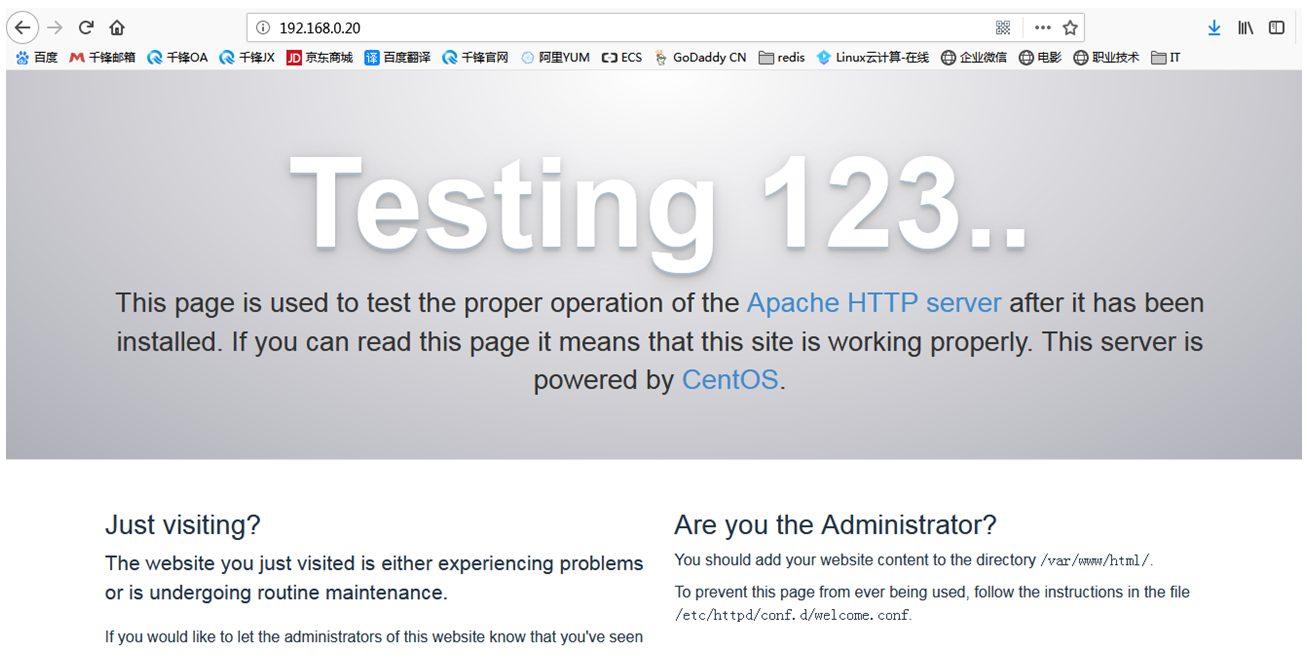 192.168.0.20
百度 千锋邮箱 千锋OA 千锋JX JD 京东商城 译 百度翻译 千锋官网 阿里YUM ECS GoDaddy CN redis Linux云计算-在线 企业微信 电影 职业技术 IT
Testing 123..
This page is used to test the proper operation of the Apache HTTP server after it has been
installed. If you can read this page it means that this site is working properly. This server is
powered by CentOS.
Just visiting?
The website you just visited is either experiencing problems
or is undergoing routine maintenance.
If you would like to let the administrators of this website know that you've seen
Are you the Administrator?
You should add your website content to the directory /var/www/html/.
To prevent this page from ever being used, follow the instructions in the file
/etc/httpd/conf.d/welcome.conf.